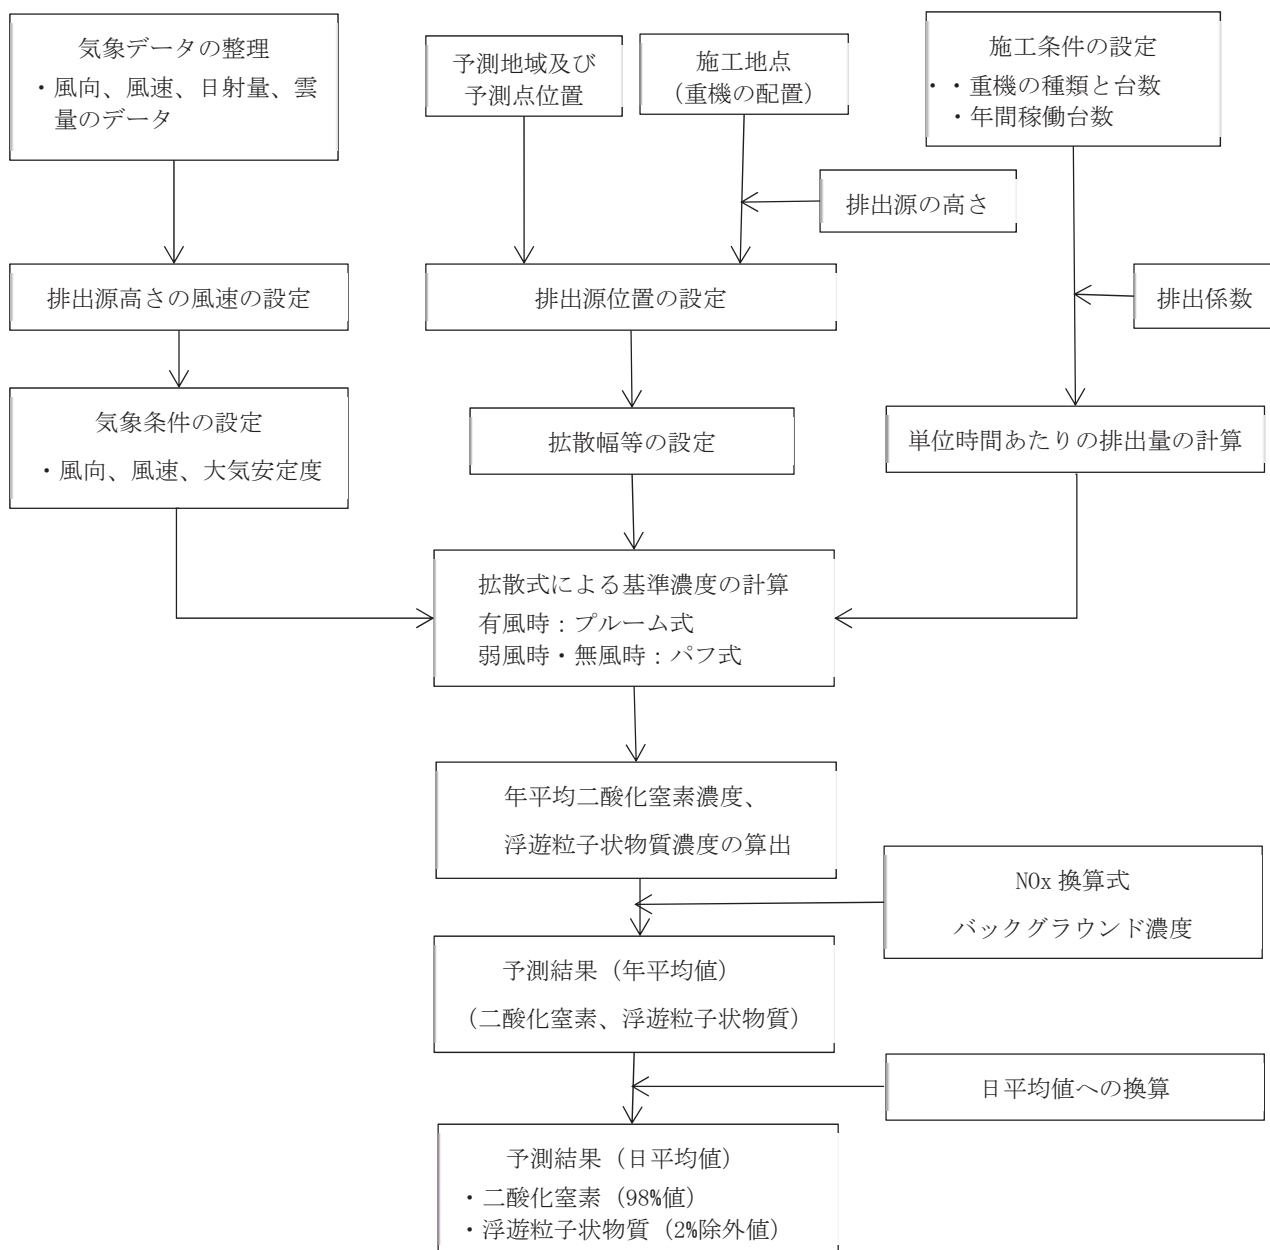 気象データの整理
・風向、風速、日射量、雲
量のデータ
予測地域及び
予測点位置
施工地点
(重機の配置)
施工条件の設定
・・重機の種類と台数
・年間稼働台数
排出源の高さ
排出源高さの風速の設定
排出源位置の設定
排出係数
気象条件の設定
・風向、風速、大気安定度
拡散幅等の設定
単位時間あたりの排出量の計算
拡散式による基準濃度の計算
有風時:プルーム式
弱風時・無風時:パフ式
年平均二酸化窒素濃度、
浮遊粒子状物質濃度の算出
NOx 換算式
バックグラウンド濃度
予測結果(年平均値)
(二酸化窒素、浮遊粒子状物質)
日平均値への換算
予測結果(日平均値)
・二酸化窒素(98%値)
・浮遊粒子状物質(2%除外値)